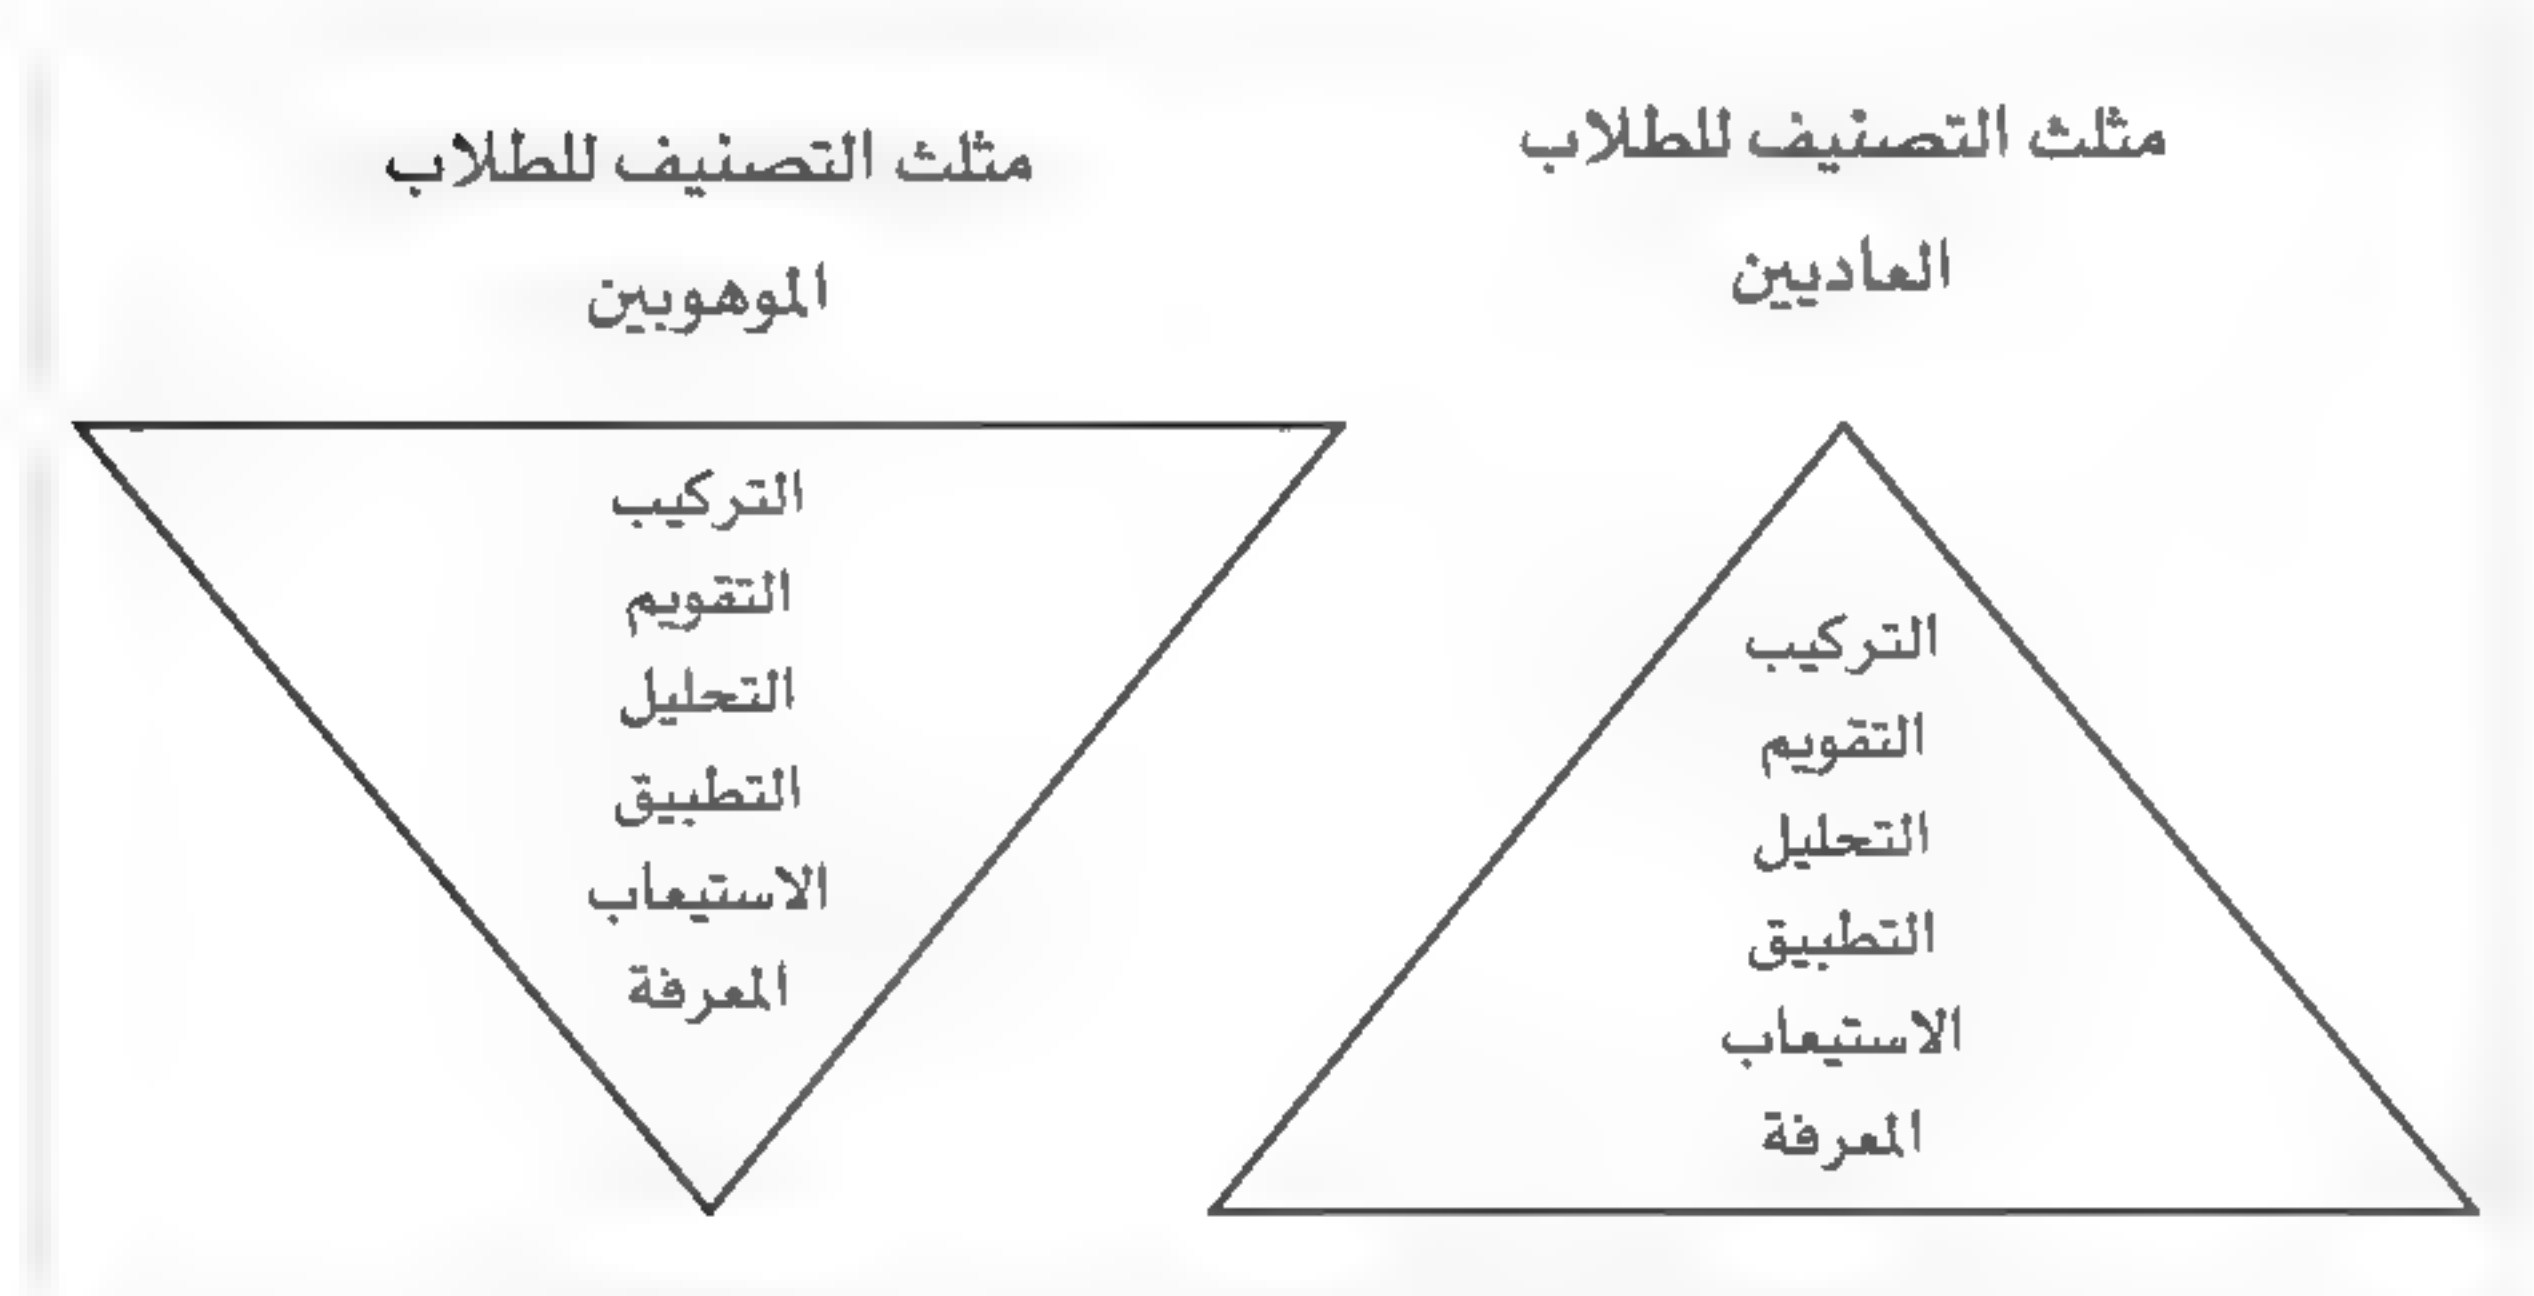 مثلث التصنيف للطلاب
العاديين
التركيب
التقويم
التحليل
التطبيق
الاستيعاب
المعرفة
مثلث التصنيف للطلاب
الموهوبين
التركيب
التقويم
التحليل
التطبيق
الاستيعاب
المعرفة